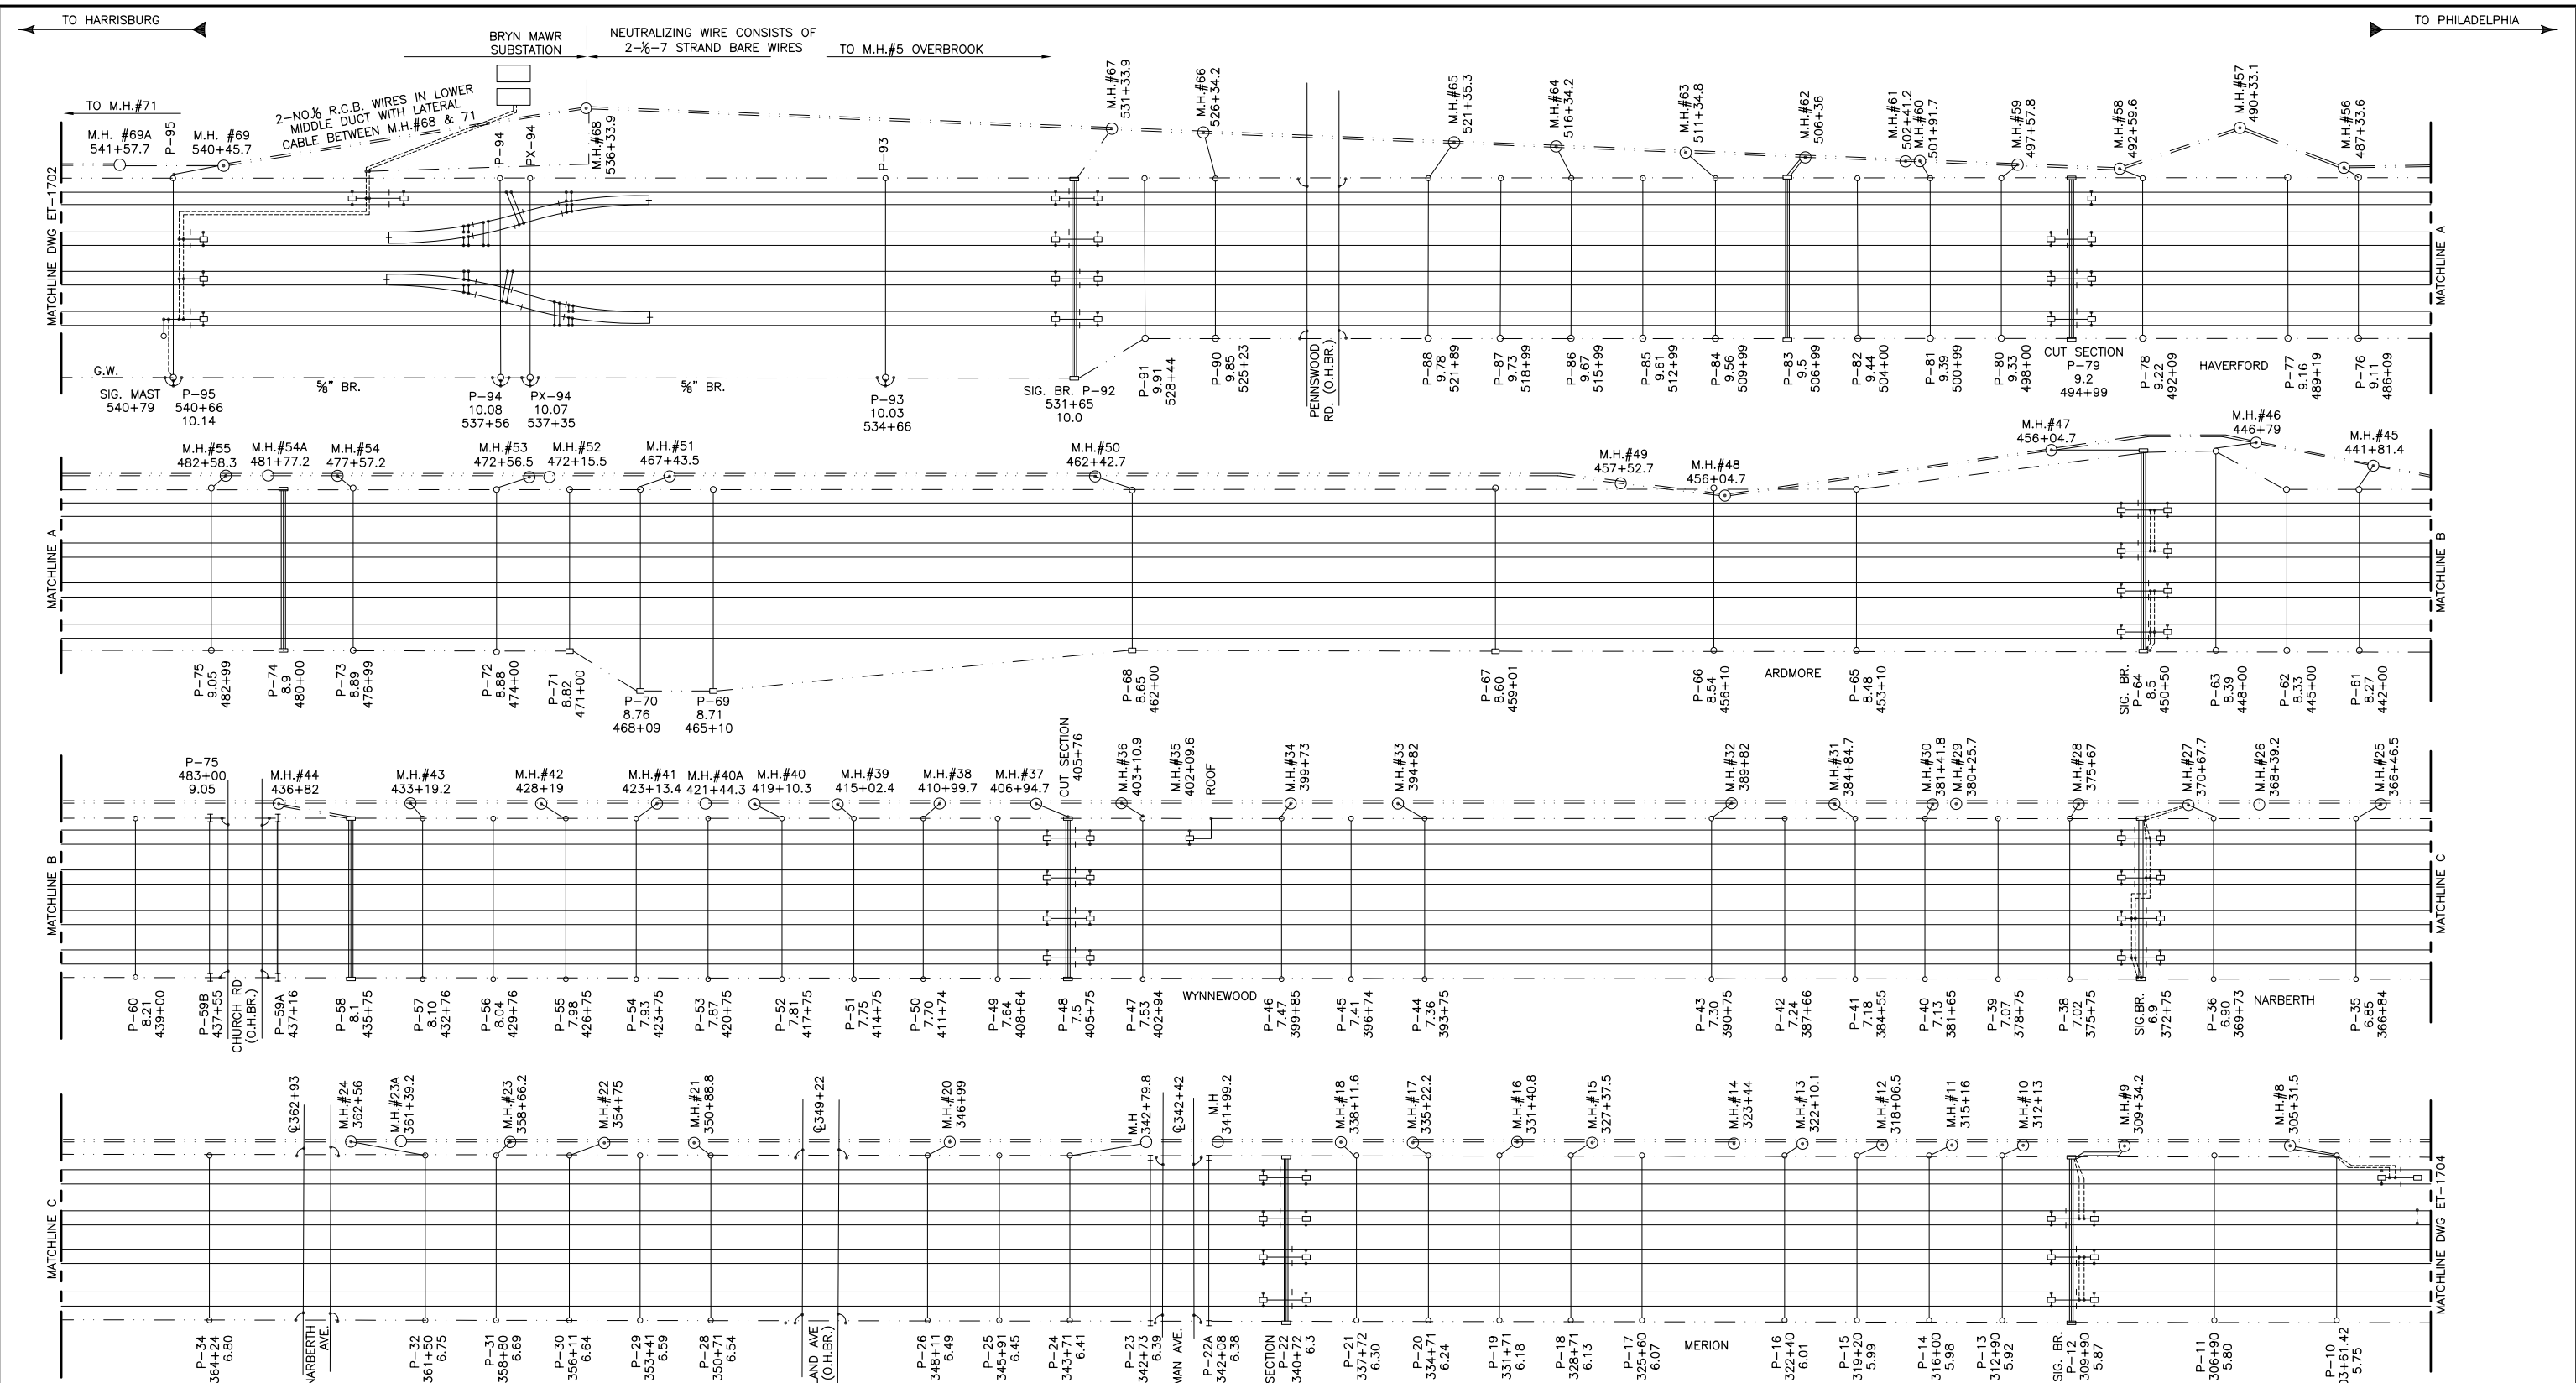 TO HARRISBURG
TO PHILADELPHIA
BRYN MAWR
SUBSTATION
NEUTRALIZING WIRE CONSISTS OF
2-⅟₀-7 STRAND BARE WIRES
TO M.H.#5 OVERBROOK
TO M.H.#71
2-NO.⅟₀ R.C.B. WIRES IN LOWER
MIDDLE DUCT WITH LATERAL
CABLE BETWEEN M.H.#68 & 71
M.H. #69A
541+57.7
P-95
M.H. #69
540+45.7
P-94
PX-94
M.H.#68
536+33.9
P-93
M.H.#67
531+33.9
M.H.#66
526+34.2
M.H.#65
521+35.3
M.H.#64
516+34.2
M.H.#63
511+34.8
M.H.#62
506+36
M.H.#61
502+41.2
M.H.#60
501+91.7
M.H.#59
497+57.8
M.H.#58
492+59.6
M.H.#57
490+33.1
M.H.#56
487+33.6
MATCHLINE DWG ET-1702
MATCHLINE A
G.W.
SIG. MAST
540+79
P-95
540+66
10.14
⅝" BR.
P-94
10.08
537+56
PX-94
10.07
537+35
⅝" BR.
P-93
10.03
534+66
SIG. BR. P-92
531+65
10.0
P-91
9.91
528+44
P-90
9.85
525+23
PENNSWOOD
RD. (O.H.BR.)
P-88
9.78
521+89
P-87
9.73
518+99
P-86
9.67
515+99
P-85
9.61
512+99
P-84
9.56
509+99
P-83
9.5
506+99
P-82
9.44
504+00
P-81
9.39
500+99
P-80
9.33
498+00
CUT SECTION
P-79
9.2
494+99
P-78
9.22
492+09
HAVERFORD
P-77
9.16
489+19
P-76
9.11
486+09
M.H.#55
482+58.3
M.H.#54A
481+77.2
M.H.#54
477+57.2
M.H.#53
472+56.5
M.H.#52
472+15.5
M.H.#51
467+43.5
M.H.#50
462+42.7
M.H.#49
457+52.7
M.H.#48
456+04.7
M.H.#47
456+04.7
M.H.#46
446+79
M.H.#45
441+81.4
MATCHLINE A
MATCHLINE B
P-75
9.05
482+99
P-74
8.9
480+00
P-73
8.89
476+99
P-72
8.88
474+00
P-71
8.82
471+00
P-70
8.76
468+09
P-69
8.71
465+10
P-68
8.65
462+00
P-67
8.60
459+01
P-66
8.54
456+10
ARDMORE
P-65
8.48
453+10
SIG. BR.
P-64
8.5
450+50
P-63
8.39
448+00
P-62
8.33
445+00
P-61
8.27
442+00
P-75
483+00
9.05
M.H.#44
436+82
M.H.#43
433+19.2
M.H.#42
428+19
M.H.#41
423+13.4
M.H.#40A
421+44.3
M.H.#40
419+10.3
M.H.#39
415+02.4
M.H.#38
410+99.7
M.H.#37
406+94.7
CUT SECTION
405+76
M.H.#36
403+10.9
M.H.#35
402+09.6
ROOF
M.H.#34
399+73
M.H.#33
394+82
M.H.#32
389+82
M.H.#31
384+84.7
M.H.#30
381+41.8
M.H.#29
380+25.7
M.H.#28
375+67
M.H.#27
370+67.7
M.H.#26
368+39.2
M.H.#25
366+46.5
MATCHLINE B
MATCHLINE C
P-60
8.21
439+00
P-59B
437+55
CHURCH RD
(O.H.BR.)
P-59A
437+16
P-58
8.1
435+75
P-57
8.10
432+76
P-56
8.04
429+76
P-55
7.98
426+75
P-54
7.93
423+75
P-53
7.87
420+75
P-52
7.81
417+75
P-51
7.75
414+75
P-50
7.70
411+74
P-49
7.64
408+64
P-48
7.5
405+75
P-47
7.53
402+94
WYNNEWOOD
P-46
7.47
399+85
P-45
7.41
396+74
P-44
7.36
393+75
P-43
7.30
390+75
P-42
7.24
387+66
P-41
7.18
384+55
P-40
7.13
381+65
P-39
7.07
378+75
P-38
7.02
375+75
SIG.BR.
6.9
372+75
P-36
6.90
369+73
NARBERTH
P-35
6.85
366+84
℄362+93
M.H.#24
362+56
M.H.#23A
361+39.2
M.H.#23
358+66.2
M.H.#22
354+75
M.H.#21
350+88.8
℄349+22
M.H.#20
346+99
M.H
342+79.8
℄342+42
M.H
341+99.2
M.H.#18
338+11.6
M.H.#17
335+22.2
M.H.#16
331+40.8
M.H.#15
327+37.5
M.H.#14
323+44
M.H.#13
322+10.1
M.H.#12
318+06.5
M.H.#11
315+16
M.H.#10
312+13
M.H.#9
309+34.2
M.H.#8
305+31.5
MATCHLINE C
MATCHLINE DWG ET-1704
P-34
364+24
6.80
NARBERTH
AVE.
P-32
361+50
6.75
P-31
358+80
6.69
P-30
356+11
6.64
P-29
353+41
6.59
P-28
350+71
6.54
LAND AVE
(O.H.BR.)
P-26
348+11
6.49
P-25
345+91
6.45
P-24
343+71
6.41
P-23
342+73
6.39
MAN AVE.
P-22A
342+08
6.38
SECTION
P-22
340+72
6.3
P-21
337+72
6.30
P-20
334+71
6.24
P-19
331+71
6.18
P-18
328+71
6.13
P-17
325+60
6.07
MERION
P-16
322+40
6.01
P-15
319+20
5.99
P-14
316+00
5.98
P-13
312+90
5.92
SIG. BR.
P-12
309+90
5.87
P-11
306+90
5.80
P-10
03+61.42
5.75